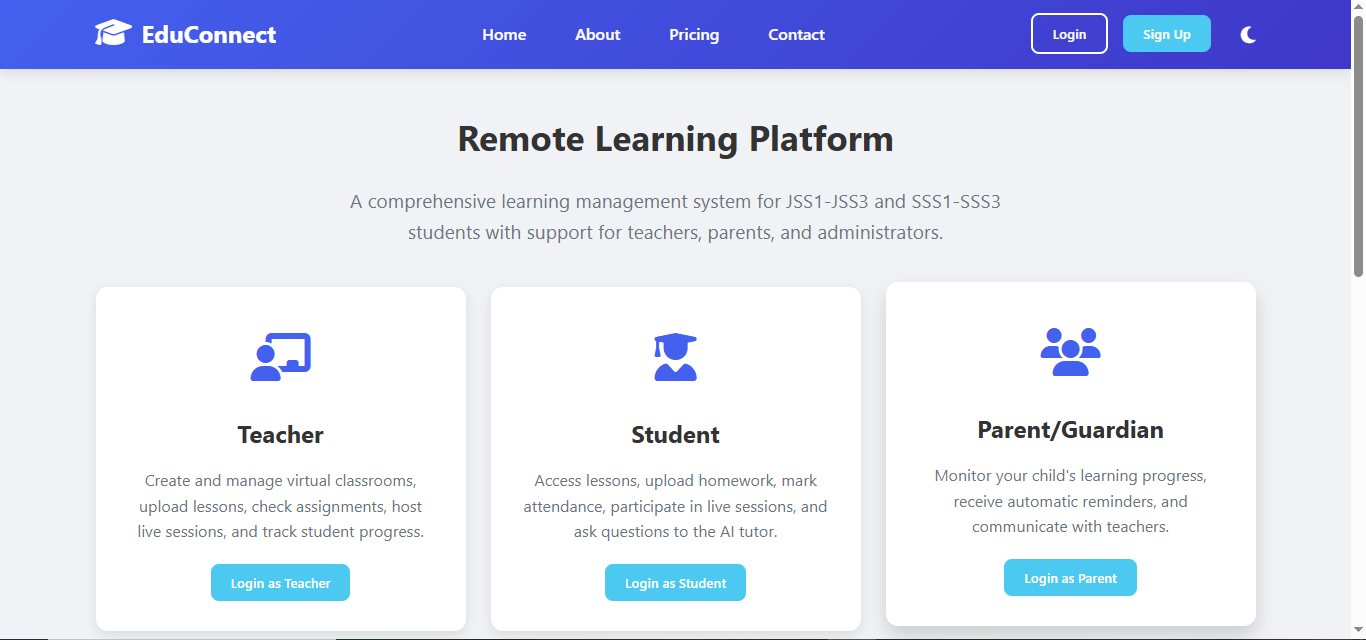 EduConnect
Home
About
Pricing
Contact
Login
Sign Up
Remote Learning Platform
A comprehensive learning management system for JSS1-JSS3 and SSS1-SSS3
students with support for teachers, parents, and administrators.
Teacher
Create and manage virtual classrooms,
upload lessons, check assignments, host
live sessions, and track student progress.
Login as Teacher
Student
Access lessons, upload homework, mark
attendance, participate in live sessions, and
ask questions to the AI tutor.
Login as Student
Parent/Guardian
Monitor your child's learning progress,
receive automatic reminders, and
communicate with teachers.
Login as Parent